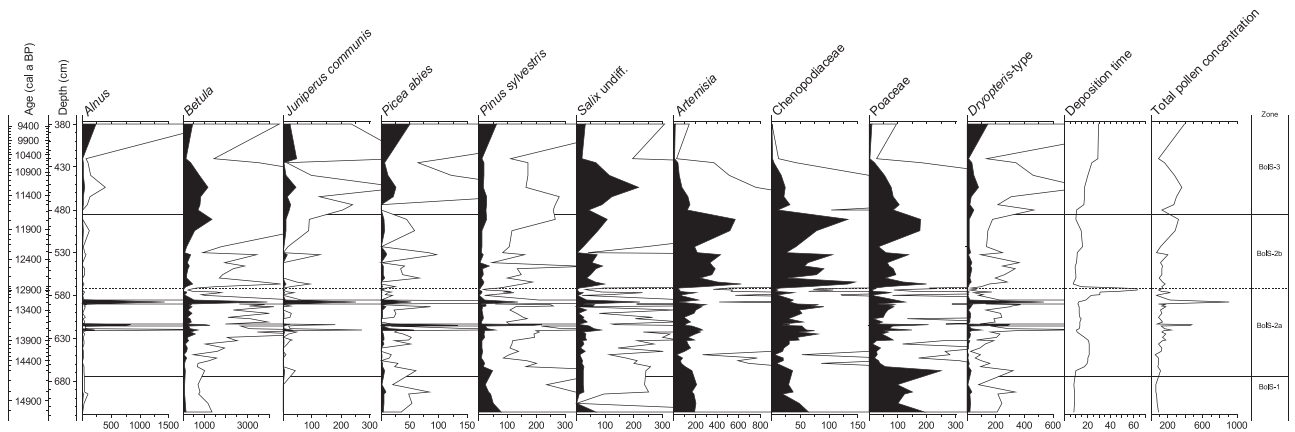 Age (cal a BP)
Depth (cm)
Alnus
Betula
Juniperus communis
Picea abies
Pinus sylvestris
Salix undiff.
Artemisia
Chenopodiaceae
Poaceae
Dryopteris-type
Deposition time
Total pollen concentration
Zone
9400
9900
10400
10900
11400
11900
12400
12900
13400
13900
14400
14900
380
430
480
530
580
630
680
BolS-3
BolS-2b
BolS-2a
BolS-1
500 1000 1500
1000 3000
100 200 300
50 100 150
100 200 300
100 200 300
200 400 600 800
50 100 150
100 200 300
200 400 600
20 40 60
200 600 1000